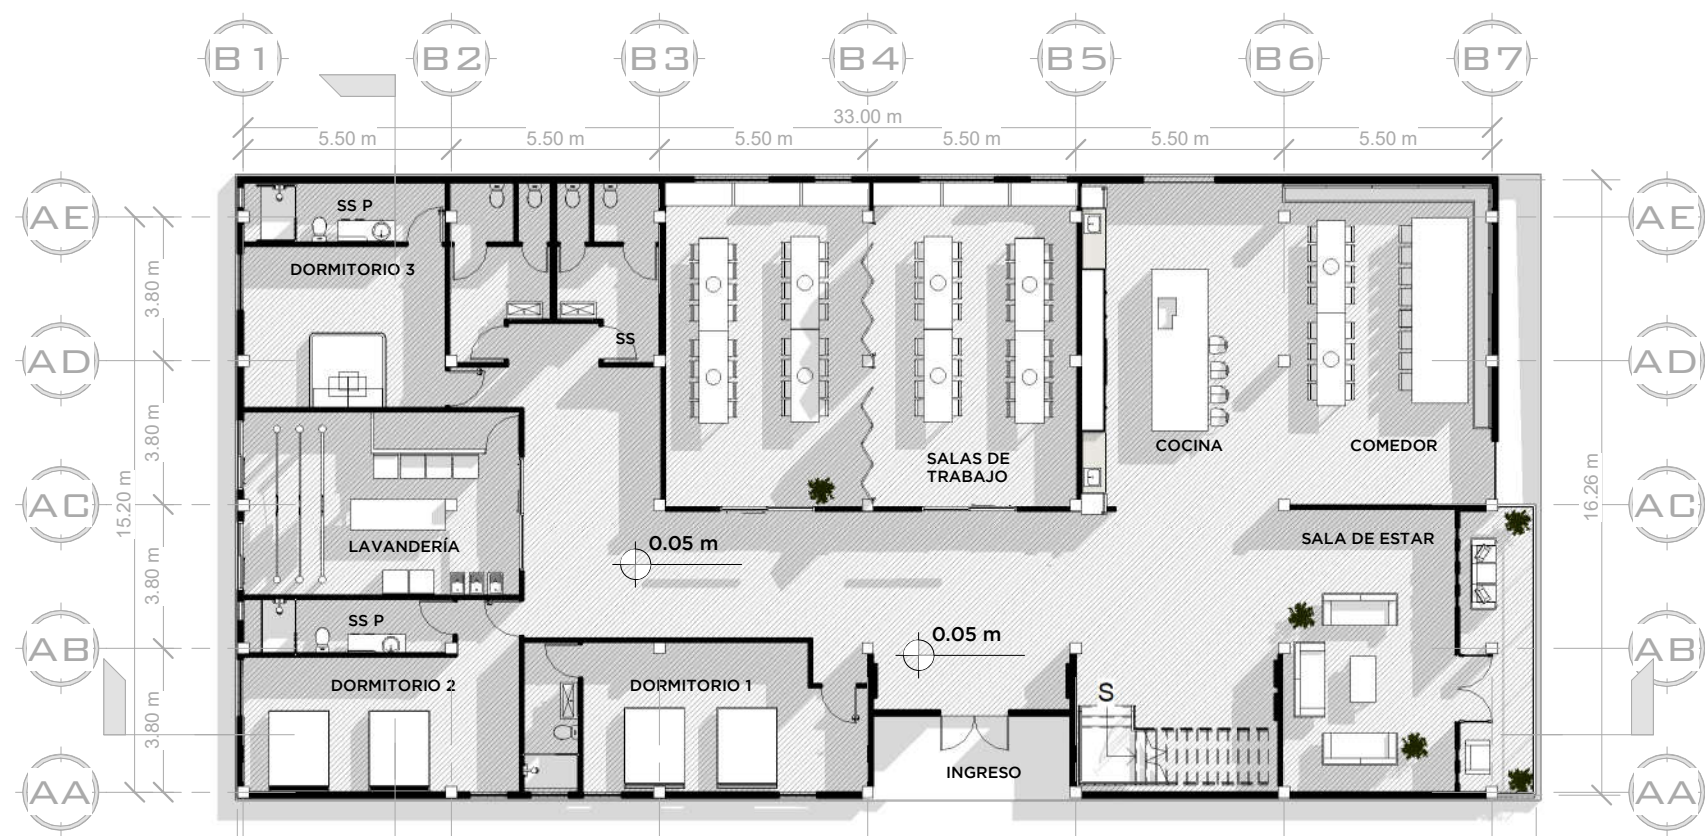 B1 B2 B3 B4 B5 B6 B7
33.00 m
5.50 m 5.50 m 5.50 m 5.50 m 5.50 m 5.50 m
AE
AD
AC
AB
AA
15.20 m
3.80 m
3.80 m
3.80 m
3.80 m
SS P
DORMITORIO 3
SS
SALAS DE
TRABAJO
COCINA
COMEDOR
LAVANDERÍA
0.05 m
SALA DE ESTAR
SS P
0.05 m
DORMITORIO 2
DORMITORIO 1
S
INGRESO
16.26 m
AE
AD
AC
AB
AA